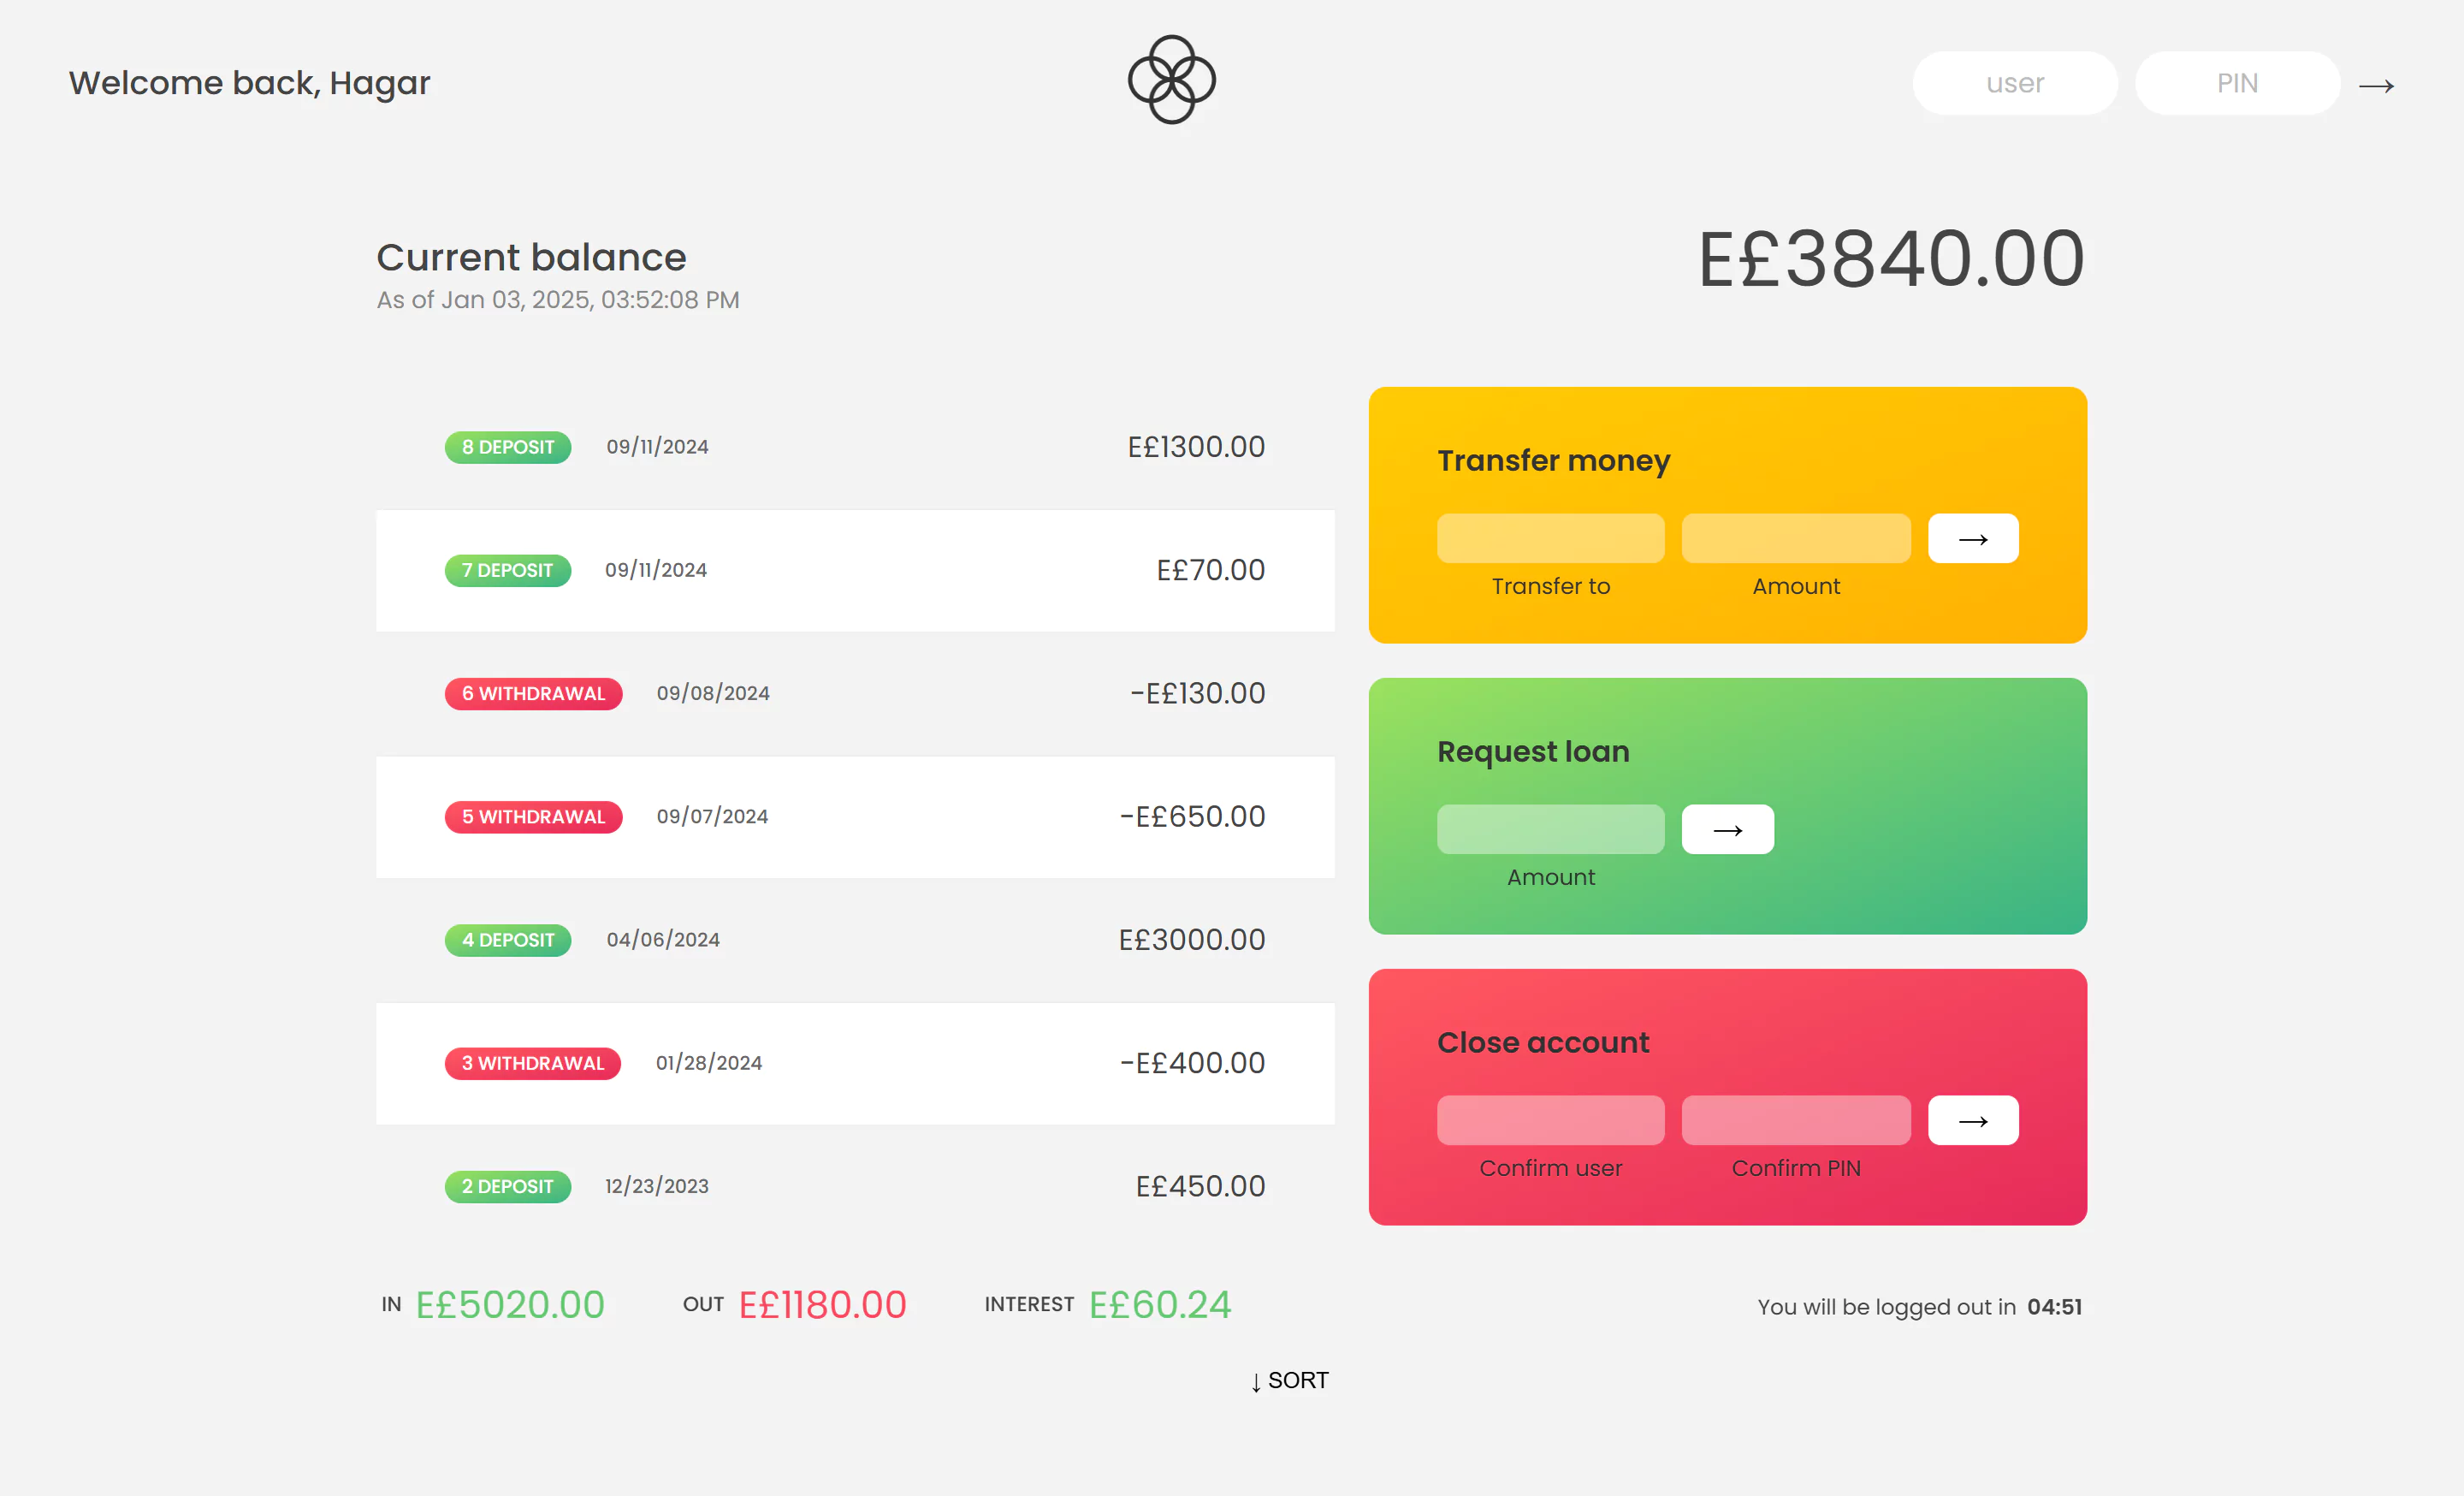 Welcome back, Hagar
user
PIN
→
Current balance
As of Jan 03, 2025, 03:52:08 PM
E£3840.00
8 DEPOSIT 09/11/2024 E£1300.00
7 DEPOSIT 09/11/2024 E£70.00
6 WITHDRAWAL 09/08/2024 -E£130.00
5 WITHDRAWAL 09/07/2024 -E£650.00
4 DEPOSIT 04/06/2024 E£3000.00
3 WITHDRAWAL 01/28/2024 -E£400.00
2 DEPOSIT 12/23/2023 E£450.00
Transfer money
→
Transfer to Amount
Request loan
→
Amount
Close account
→
Confirm user Confirm PIN
IN E£5020.00 OUT E£1180.00 INTEREST E£60.24
You will be logged out in 04:51
↓ SORT